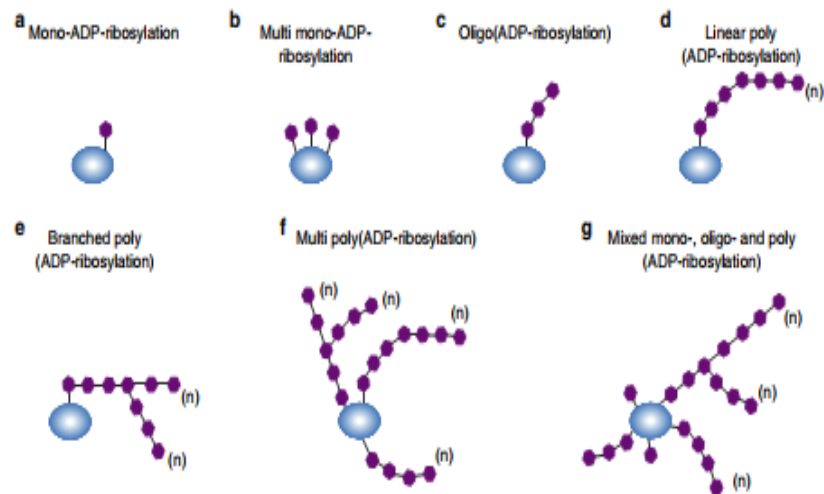 a
Mono-ADP-ribosylation
b
Multi mono-ADP-
ribosylation
c
Oligo(ADP-ribosylation)
d
Linear poly
(ADP-ribosylation)
(n)
e
Branched poly
(ADP-ribosylation)
(n)
(n)
f
Multi poly(ADP-ribosylation)
(n)
(n)
(n)
(n)
g
Mixed mono-, oligo- and poly
(ADP-ribosylation)
(n)
(n)
(n)